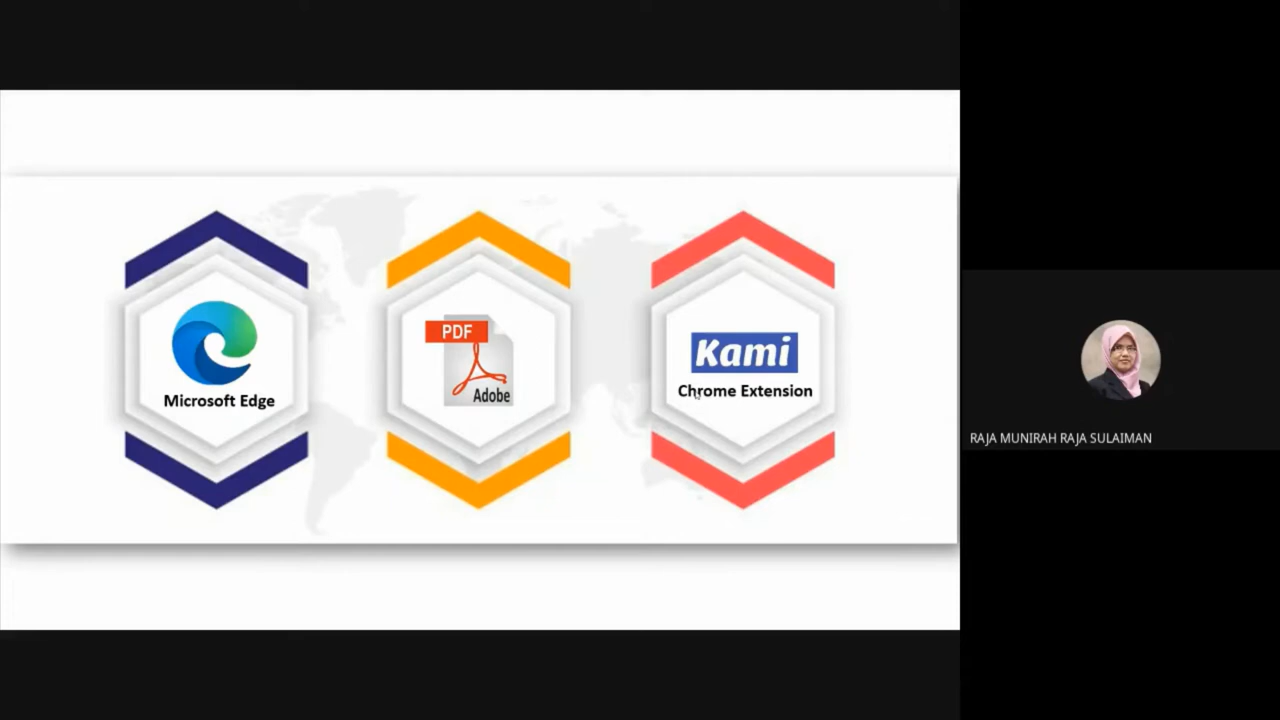 Microsoft Edge
PDF
Adobe
Kami
Chrome Extension
RAJA MUNIRAH RAJA SULAIMAN